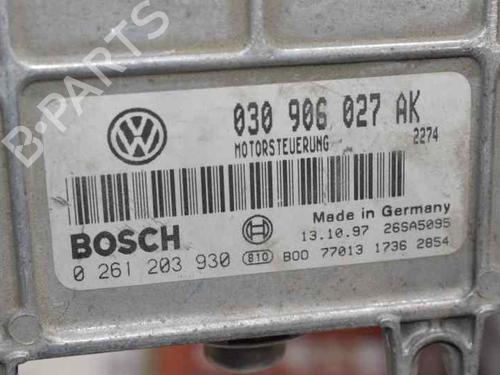 B-PARTS
030 906 027 AK
MOTORSTEUERUNG 2274
Made in Germany
BOSCH 13.10.97 26SA5095
0 261 203 930 810 B00 77013 1736 2854